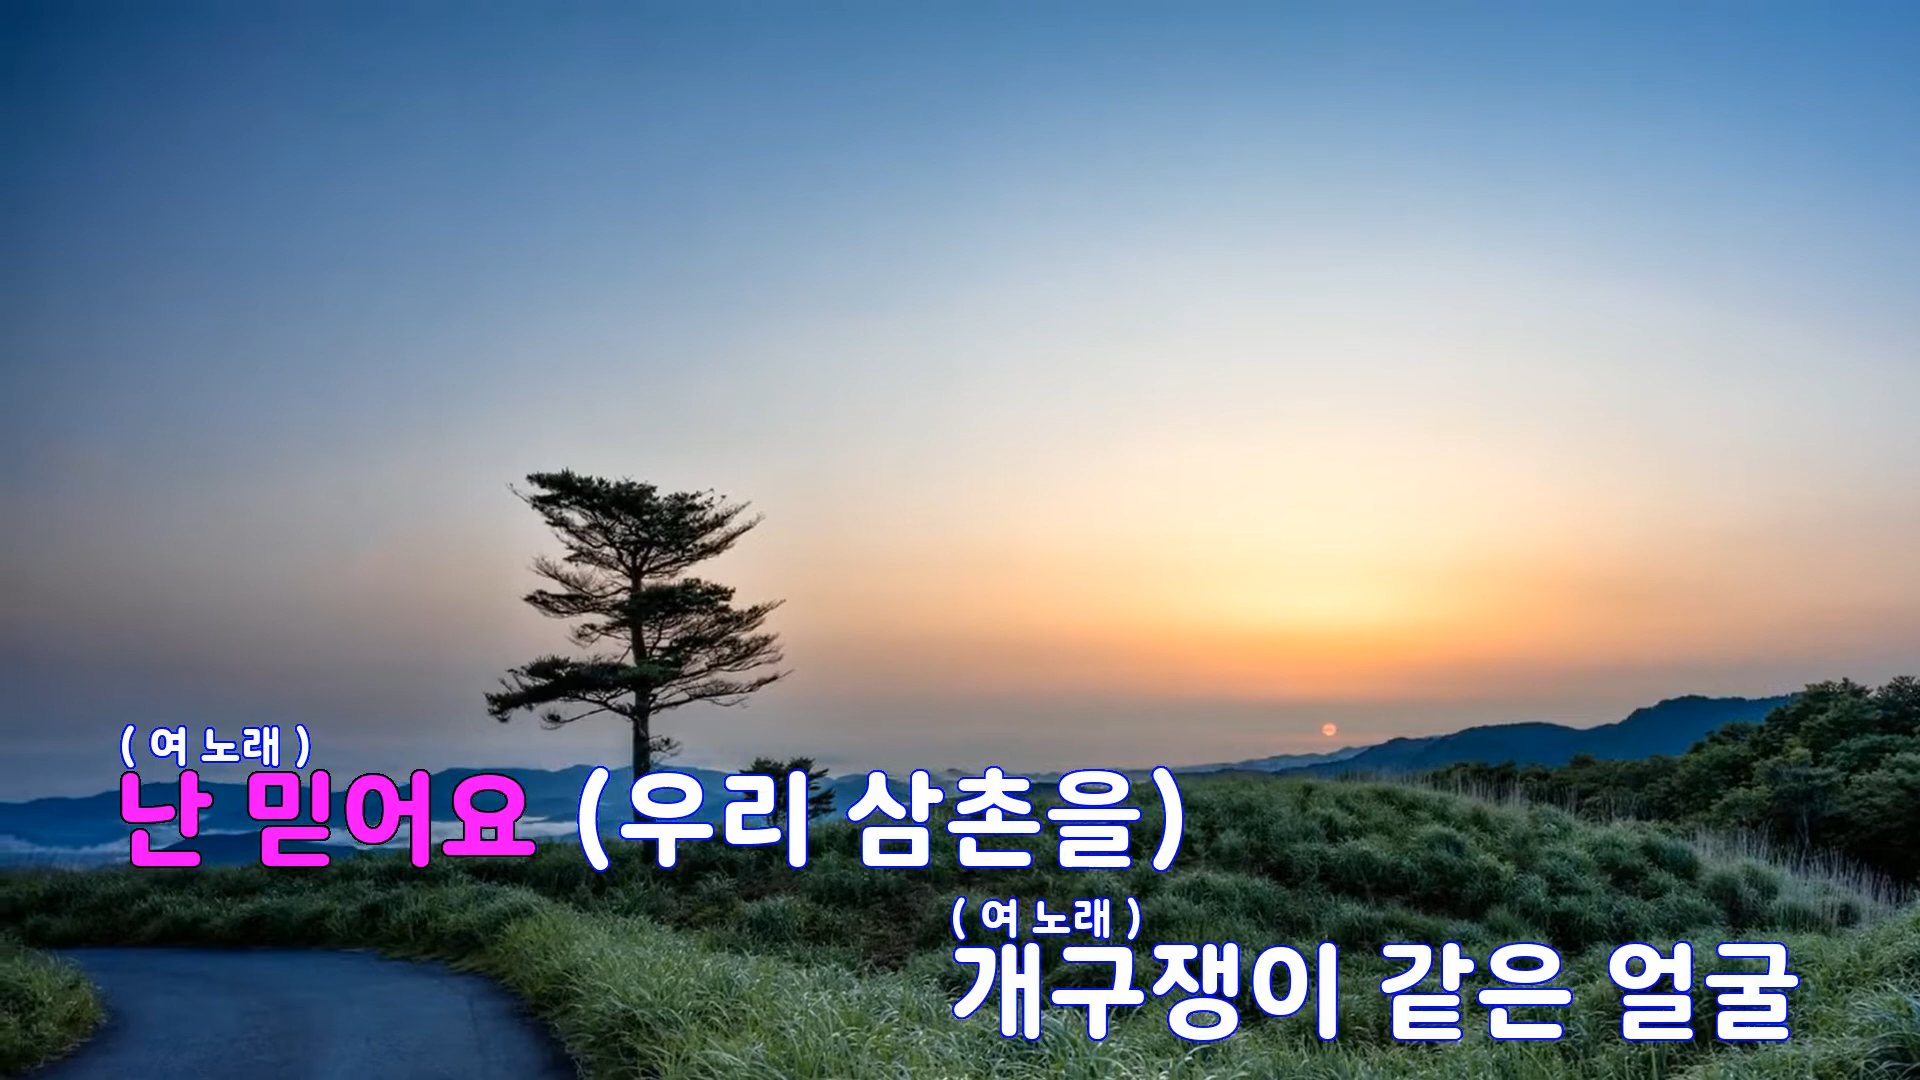 ( 여 노래 )
난 믿어요 (우리 삼촌을)
( 여 노래 )
개구쟁이 같은 얼굴